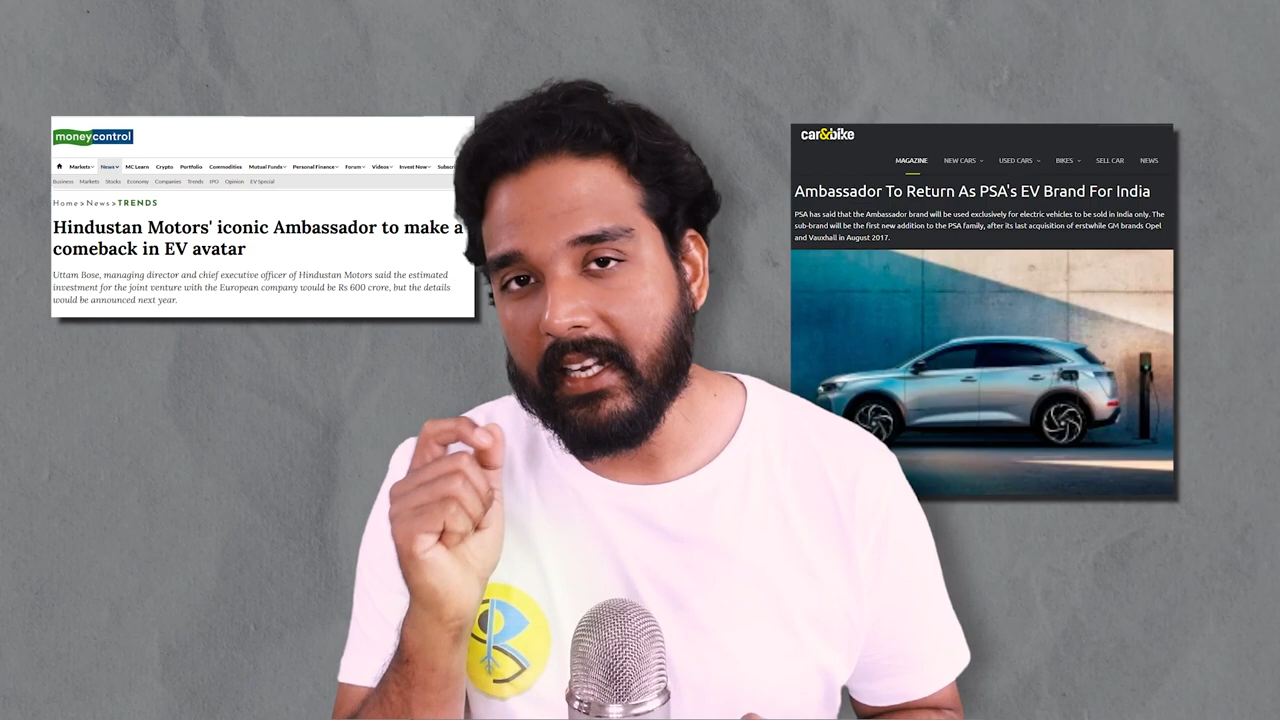 moneycontrol
Markets News MC Learn Crypto Portfolio Commodities Mutual Funds Personal Finance Forum Videos Invest Now
Business Markets Stocks Economy Companies Trends IPO Opinion EV Special
Home > News > TRENDS
Hindustan Motors' iconic Ambassador to make a
comeback in EV avatar
Uttam Bose, managing director and chief executive officer of Hindustan Motors said the estimated
investment for the joint venture with the European company would be Rs 600 crore, but the details
would be announced next year.
car&bike
MAGAZINE NEW CARS USED CARS BIKES SELL CAR NEWS
Ambassador To Return As PSA's EV Brand For India
PSA has said that the Ambassador brand will be used exclusively for electric vehicles to be sold in India only. The
sub-brand will be the first new addition to the PSA family, after its last acquisition of erstwhile GM brands Opel
and Vauxhall in August 2017.